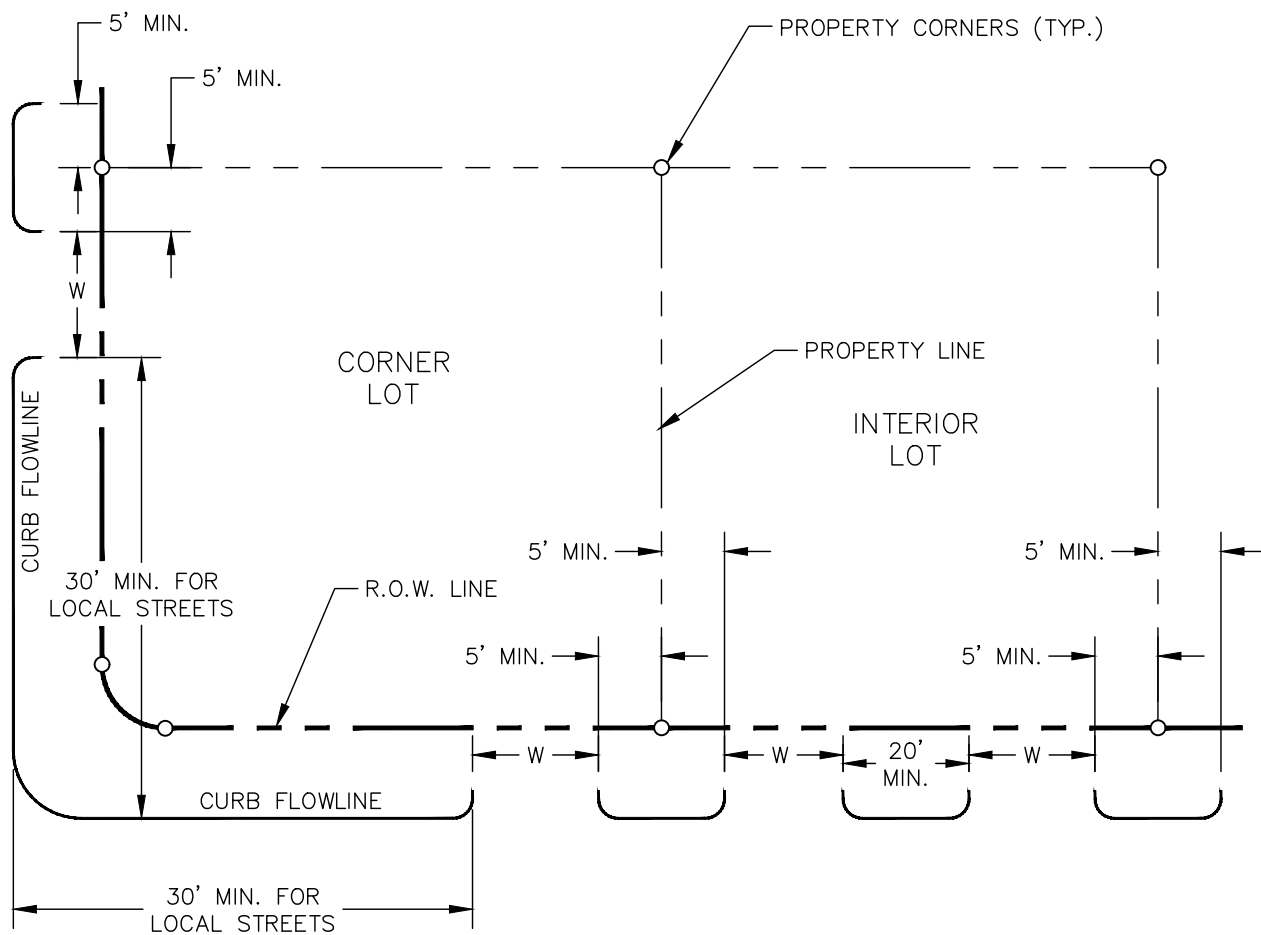 5' MIN.
PROPERTY CORNERS (TYP.)
5' MIN.
W
CORNER
LOT
PROPERTY LINE
INTERIOR
LOT
CURB FLOWLINE
5' MIN.
5' MIN.
30' MIN. FOR
LOCAL STREETS
R.O.W. LINE
5' MIN.
5' MIN.
W
W
20'
MIN.
W
CURB FLOWLINE
30' MIN. FOR
LOCAL STREETS